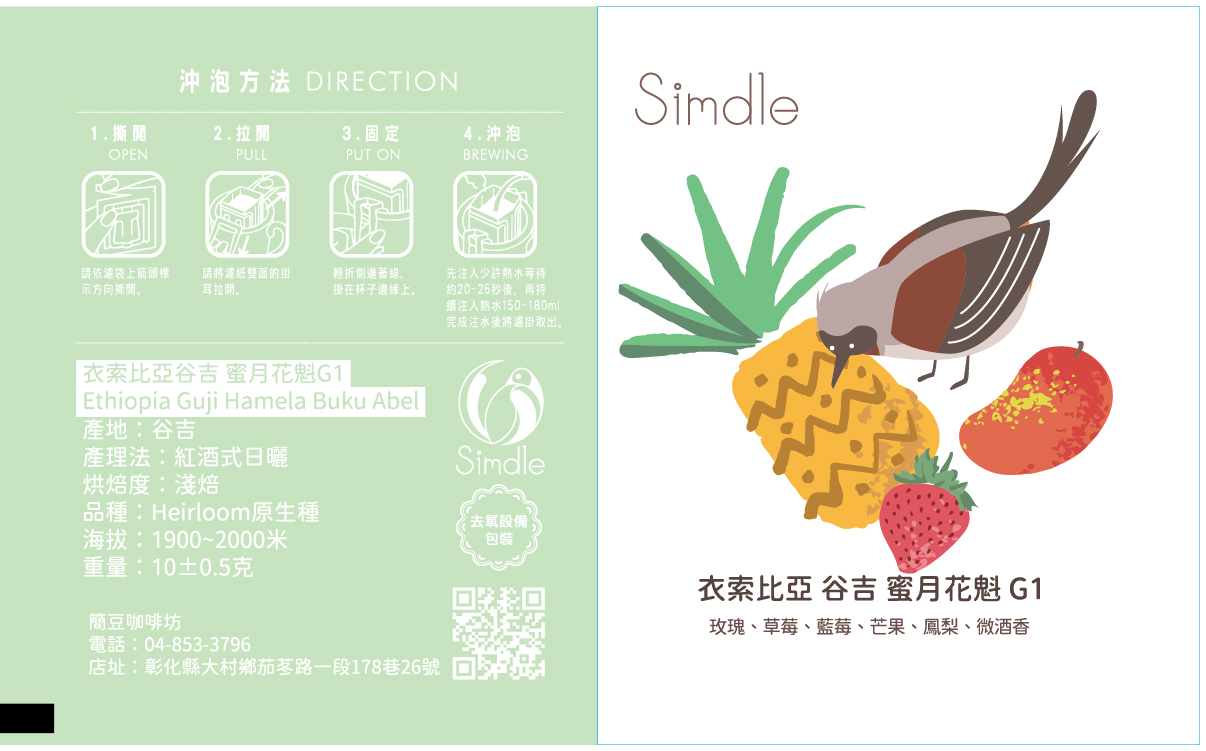 沖泡方法 DIRECTION
1.撕開
OPEN
請依濾袋上箭頭標
示方向撕開。
2.拉開
PULL
請將濾紙雙面的掛
耳拉開。
3.固定
PUT ON
輕折側邊著線,
掛在杯子邊緣上。
4.沖泡
BREWING
先注入少許熱水等待
約20-25秒後，再持
續注入熱水150-180ml
完成注水後將濾掛取出。
衣索比亞谷吉 蜜月花魁G1
Ethiopia Guji Hamela Buku Abel
產地：谷吉
產理法：紅酒式日曬
烘焙度：淺焙
品種：Heirloom原生種
海拔：1900~2000米
重量：10±0.5克
Simdle
去氧設備
包裝
簡豆咖啡坊
電話：04-853-3796
店址：彰化縣大村鄉茄苳路一段178巷26號
Simdle
衣索比亞 谷吉 蜜月花魁 G1
玫瑰、草莓、藍莓、芒果、鳳梨、微酒香